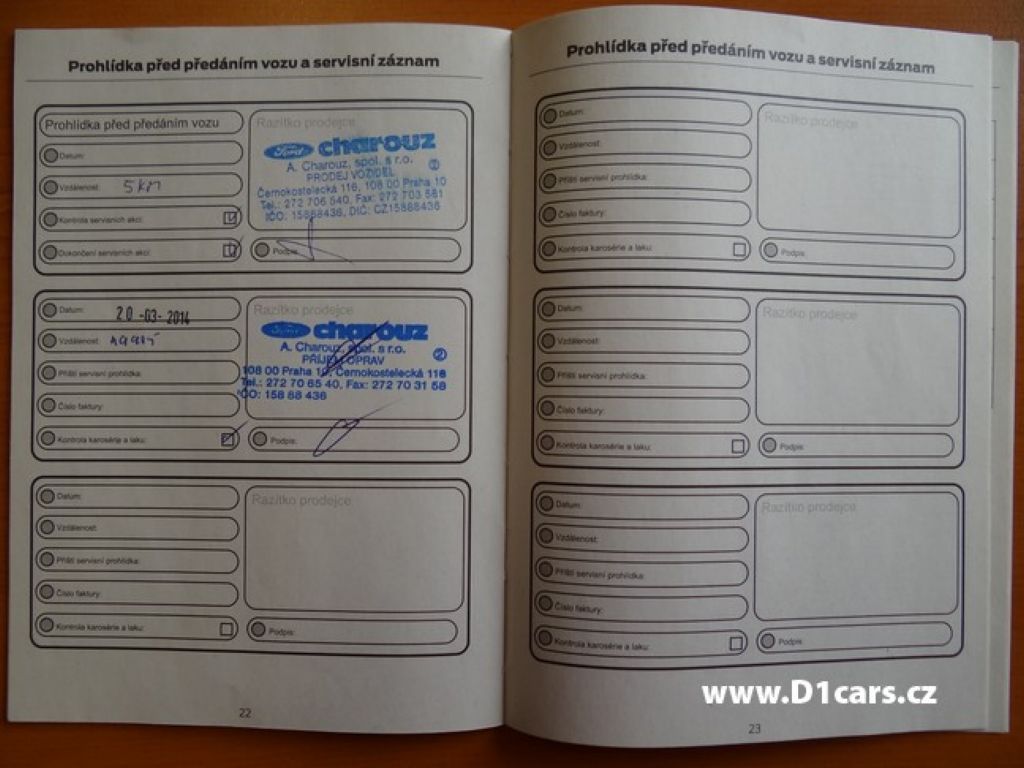 Prohlídka před předáním vozu a servisní záznam
Prohlídka před předáním vozu
Datum:
Vzdálenost: 5 km
Kontrola servisních akcí:
Dokončení servisních akcí:
Razítko prodejce
Ford charouz
A. Charouz, spol. s r.o.
PRODEJ VOZIDEL
②
Černokostelecká 116, 108 00 Praha 10
Tel.: 272 706 540, Fax: 272 703 581
IČO: 15888436, DIČ: CZ15888436
Podpis:
Datum: 20 -03- 2014
Vzdálenost:
Příští servisní prohlídka:
Číslo faktury:
Kontrola karosérie a laku:
Razítko prodejce
Ford charouz
A. Charouz, spol. s r.o.
PŘÍJEM OPRAV
②
108 00 Praha 10, Černokostelecká 116
Tel.: 272 70 65 40, Fax: 272 70 31 58
IČO: 158 88 436
Podpis:
Datum:
Vzdálenost:
Příští servisní prohlídka:
Číslo faktury:
Kontrola karosérie a laku:
Razítko prodejce
Podpis:
22
Prohlídka před předáním vozu a servisní záznam
Datum:
Vzdálenost:
Příští servisní prohlídka:
Číslo faktury:
Kontrola karosérie a laku:
Razítko prodejce
Podpis:
Datum:
Vzdálenost:
Příští servisní prohlídka:
Číslo faktury:
Kontrola karosérie a laku:
Razítko prodejce
Podpis:
Datum:
Vzdálenost:
Příští servisní prohlídka:
Číslo faktury:
Kontrola karosérie a laku:
Razítko prodejce
Podpis:
23
www.D1cars.cz